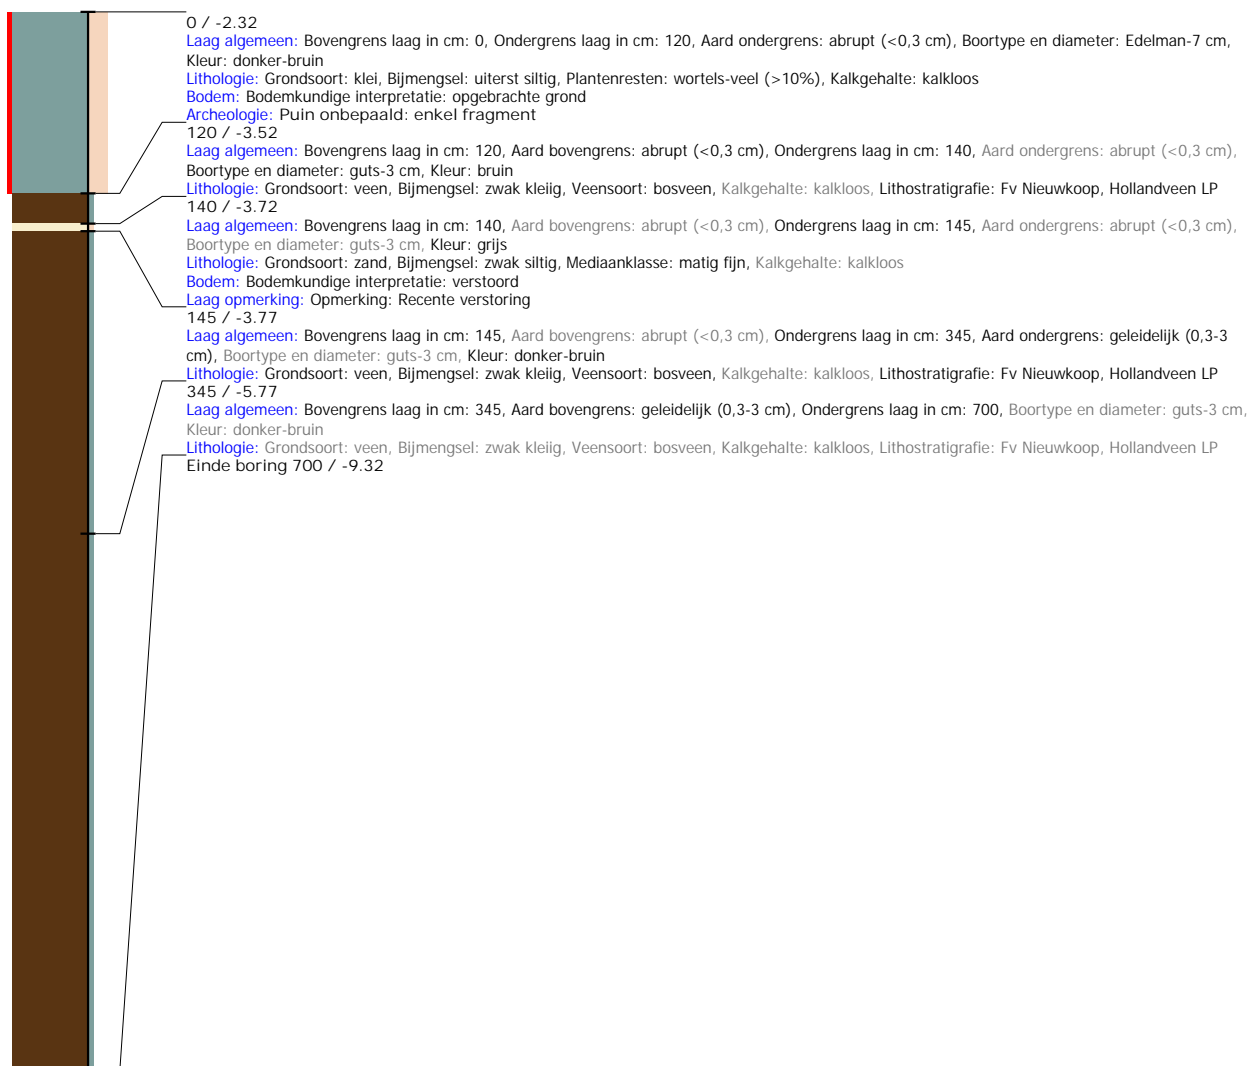 0 / -2.32
Laag algemeen: Bovengrens laag in cm: 0, Ondergrens laag in cm: 120, Aard ondergrens: abrupt (<0,3 cm), Boortype en diameter: Edelman-7 cm,
Kleur: donker-bruin
Lithologie: Grondsoort: klei, Bijmengsel: uiterst siltig, Plantenresten: wortels-veel (>10%), Kalkgehalte: kalkloos
Bodem: Bodemkundige interpretatie: opgebrachte grond
Archeologie: Puin onbepaald: enkel fragment
120 / -3.52
Laag algemeen: Bovengrens laag in cm: 120, Aard bovengrens: abrupt (<0,3 cm), Ondergrens laag in cm: 140, Aard ondergrens: abrupt (<0,3 cm),
Boortype en diameter: guts-3 cm, Kleur: bruin
Lithologie: Grondsoort: veen, Bijmengsel: zwak kleiig, Veensoort: bosveen, Kalkgehalte: kalkloos, Lithostratigrafie: Fv Nieuwkoop, Hollandveen LP
140 / -3.72
Laag algemeen: Bovengrens laag in cm: 140, Aard bovengrens: abrupt (<0,3 cm), Ondergrens laag in cm: 145, Aard ondergrens: abrupt (<0,3 cm),
Boortype en diameter: guts-3 cm, Kleur: grijs
Lithologie: Grondsoort: zand, Bijmengsel: zwak siltig, Mediaanklasse: matig fijn, Kalkgehalte: kalkloos
Bodem: Bodemkundige interpretatie: verstoord
Laag opmerking: Opmerking: Recente verstoring
145 / -3.77
Laag algemeen: Bovengrens laag in cm: 145, Aard bovengrens: abrupt (<0,3 cm), Ondergrens laag in cm: 345, Aard ondergrens: geleidelijk (0,3-3
cm), Boortype en diameter: guts-3 cm, Kleur: donker-bruin
Lithologie: Grondsoort: veen, Bijmengsel: zwak kleiig, Veensoort: bosveen, Kalkgehalte: kalkloos, Lithostratigrafie: Fv Nieuwkoop, Hollandveen LP
345 / -5.77
Laag algemeen: Bovengrens laag in cm: 345, Aard bovengrens: geleidelijk (0,3-3 cm), Ondergrens laag in cm: 700, Boortype en diameter: guts-3 cm,
Kleur: donker-bruin
Lithologie: Grondsoort: veen, Bijmengsel: zwak kleiig, Veensoort: bosveen, Kalkgehalte: kalkloos, Lithostratigrafie: Fv Nieuwkoop, Hollandveen LP
Einde boring 700 / -9.32